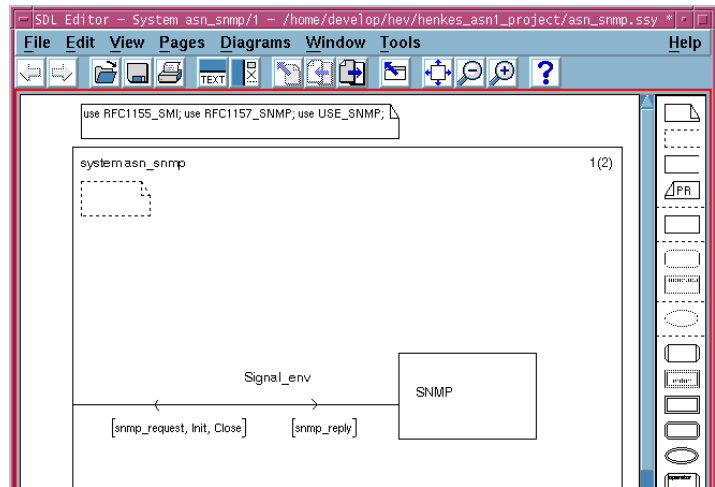 SDL Editor – System asn_snmp/1 – /home/develop/hev/henkes_asn1_project/asn_snmp.ssy *
File Edit View Pages Diagrams Window Tools Help
TEXT
?
use RFC1155_SMI; use RFC1157_SNMP; use USE_SNMP;
system asn_snmp 1(2)
PR
Signal_env
SNMP
[snmp_request, Init, Close] [snmp_reply]
operator